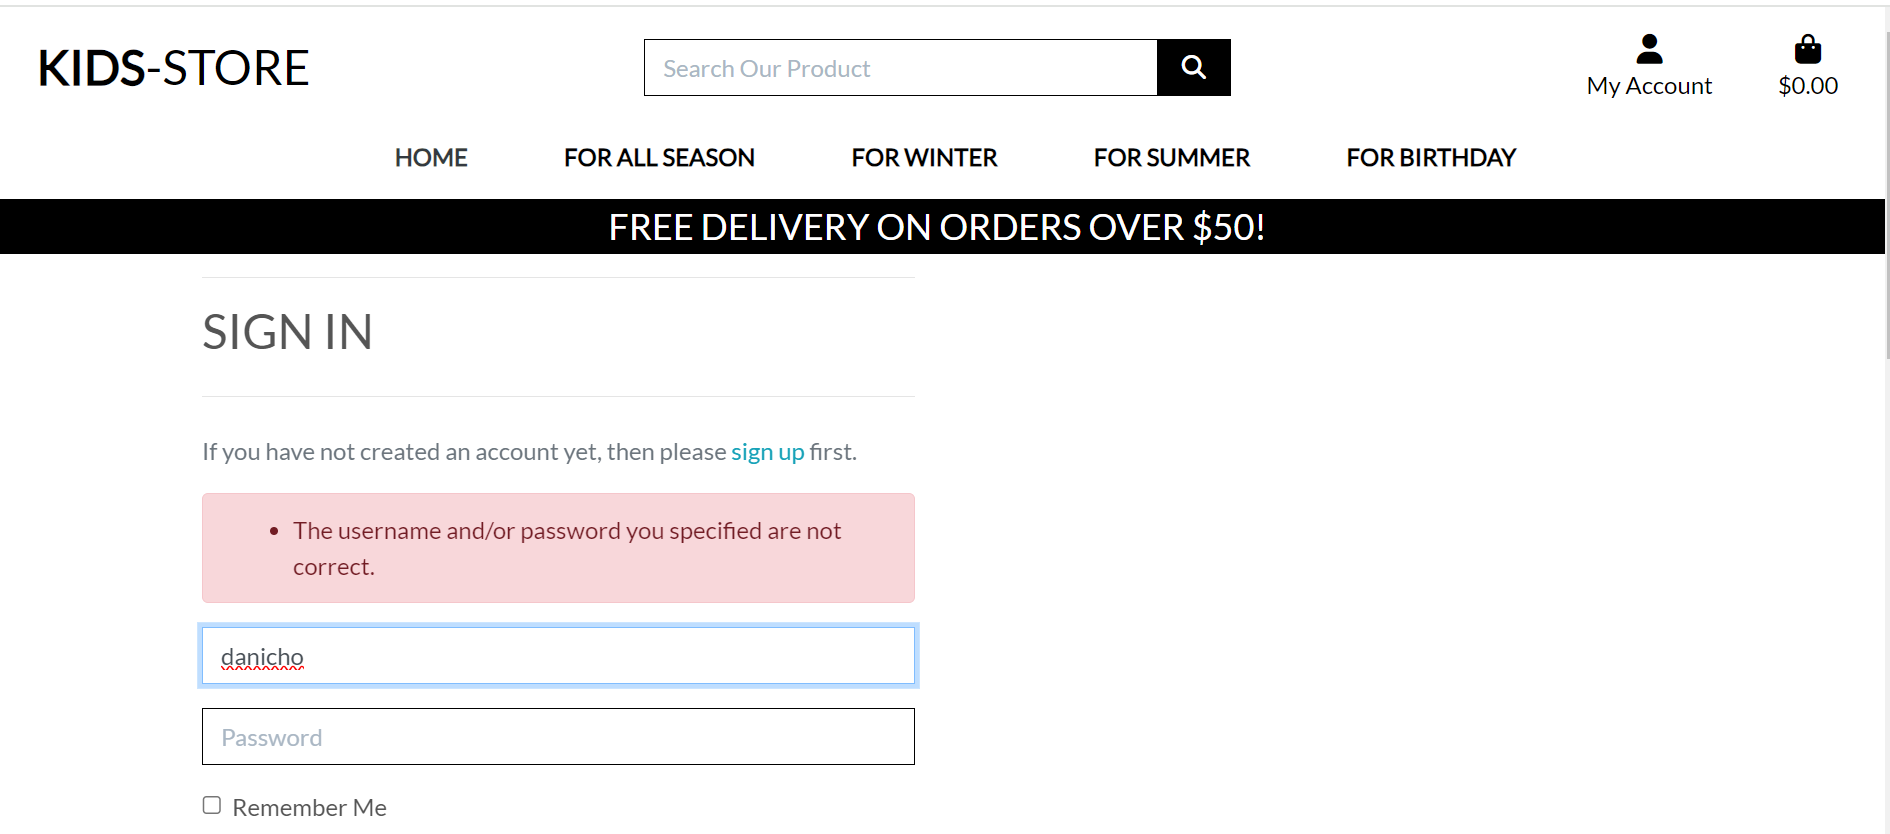 KIDS-STORE
Search Our Product
My Account
$0.00
HOME
FOR ALL SEASON
FOR WINTER
FOR SUMMER
FOR BIRTHDAY
FREE DELIVERY ON ORDERS OVER $50!
SIGN IN
If you have not created an account yet, then please sign up first.
• The username and/or password you specified are not
correct.
danicho
Password
Remember Me